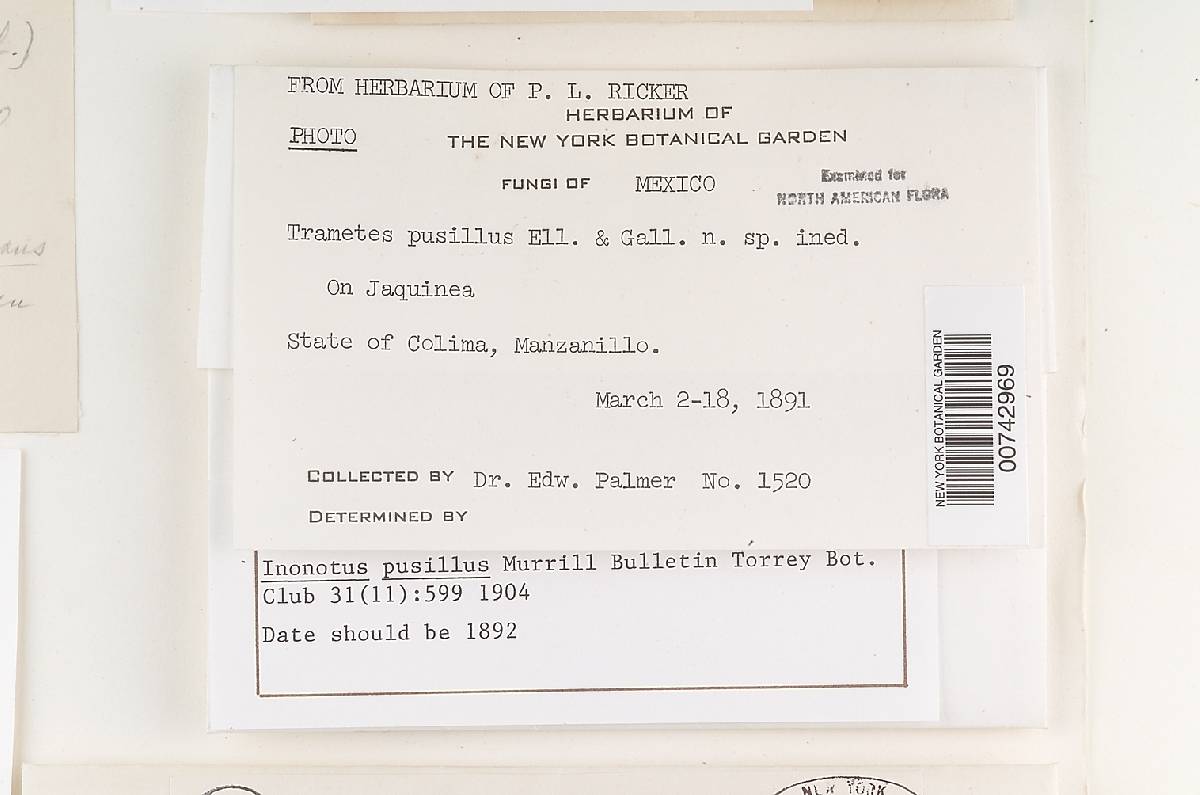 FROM HERBARIUM OF P. L. RICKER
HERBARIUM OF
PHOTO THE NEW YORK BOTANICAL GARDEN
FUNGI OF MEXICO
Examined for
NORTH AMERICAN FLORA
Trametes pusillus Ell. & Gall. n. sp. ined.
On Jaquinea
State of Colima, Manzanillo.
March 2-18, 1891
COLLECTED BY Dr. Edw. Palmer No. 1520
DETERMINED BY
NEW YORK BOTANICAL GARDEN
00742969
Inonotus pusillus Murrill Bulletin Torrey Bot.
Club 31(11):599 1904
Date should be 1892
NEW YORK